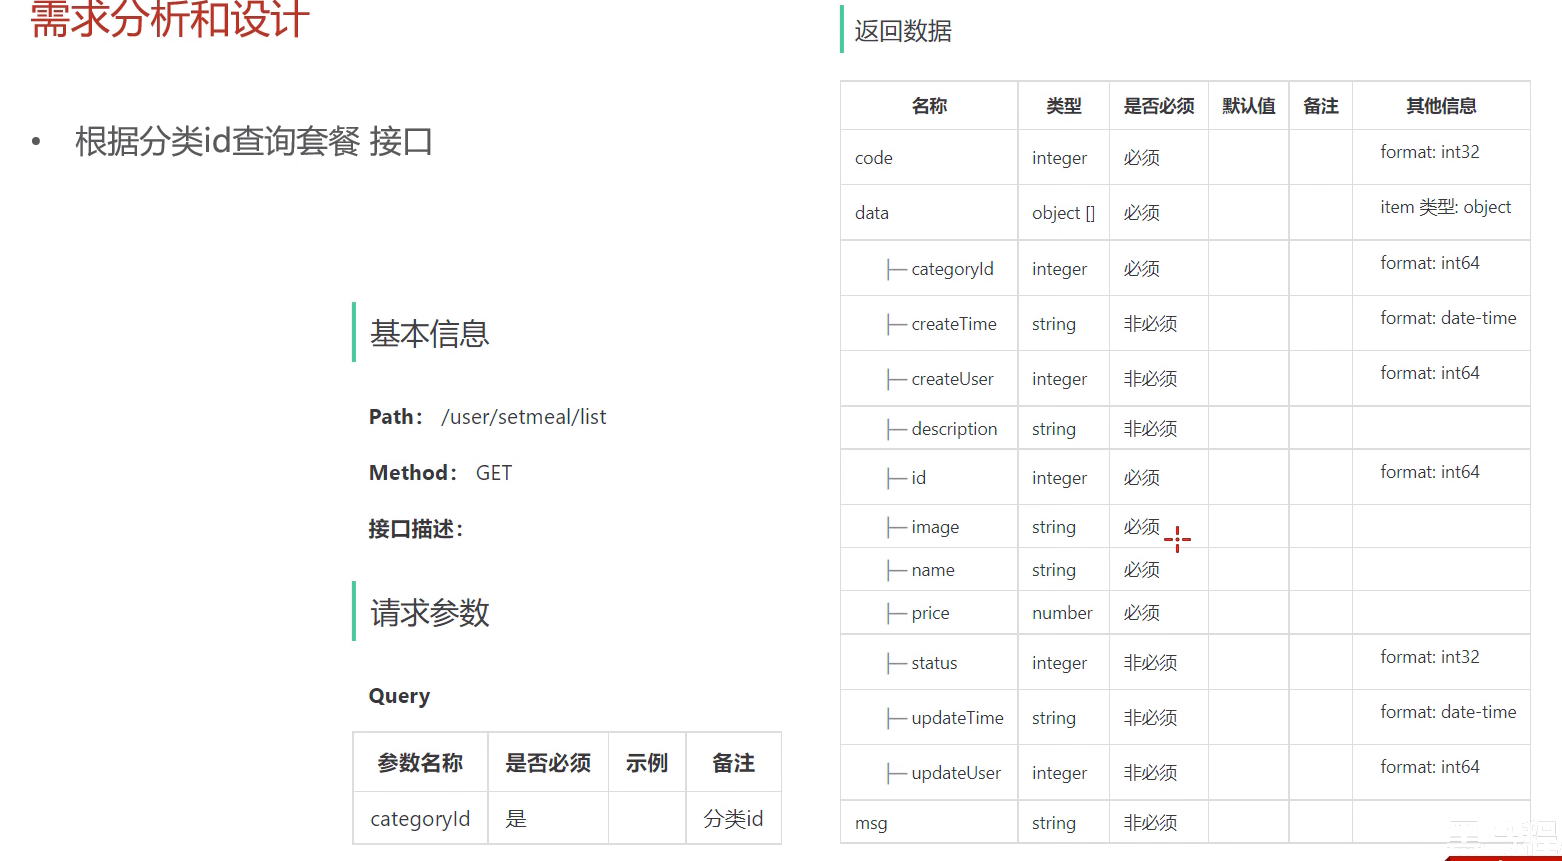 需求分析和设计
• 根据分类id查询套餐 接口
基本信息
Path： /user/setmeal/list
Method： GET
接口描述：
请求参数
Query
参数名称 是否必须 示例 备注
categoryId 是 分类id
返回数据
名称 类型 是否必须 默认值 备注 其他信息
code integer 必须 format: int32
data object [] 必须 item 类型: object
├─ categoryId integer 必须 format: int64
├─ createTime string 非必须 format: date-time
├─ createUser integer 非必须 format: int64
├─ description string 非必须
├─ id integer 必须 format: int64
├─ image string 必须
├─ name string 必须
├─ price number 必须
├─ status integer 非必须 format: int32
├─ updateTime string 非必须 format: date-time
├─ updateUser integer 非必须 format: int64
msg string 非必须